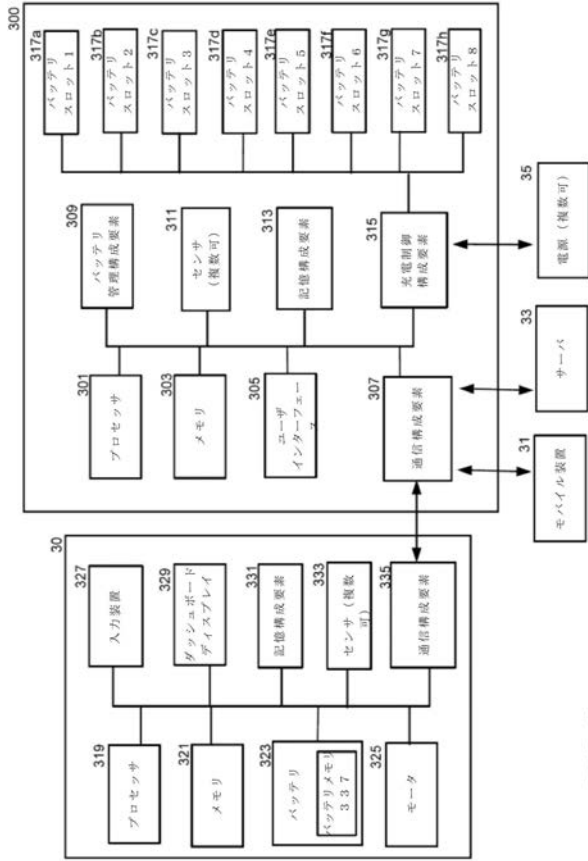 30
319
プロセッサ
321
メモリ
323
バッテリ
バッテリメモリ
337
325
モータ
327
入力装置
329
ダッシュボード
ディスプレイ
331
記憶構成要素
333
センサ (複数
可)
335
通信構成要素
300
301
プロセッサ
303
メモリ
305
ユーザ
インターフェー
ス
307
通信構成要素
309
バッテリ
管理構成要素
311
センサ
(複数可)
313
記憶構成要素
315
充電制御
構成要素
317a
バッテリ
スロット1
317b
バッテリ
スロット2
317c
バッテリ
スロット3
317d
バッテリ
スロット4
317e
バッテリ
スロット5
317f
バッテリ
スロット6
317g
バッテリ
スロット7
317h
バッテリ
スロット8
31
モバイル装置
33
サーバ
35
電源 (複数可)